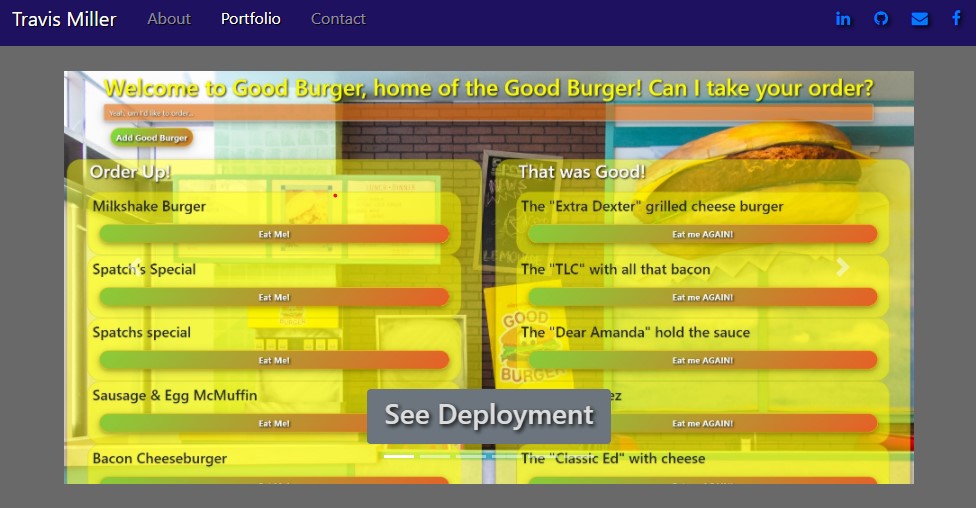 Travis Miller About Portfolio Contact
Welcome to Good Burger, home of the Good Burger! Can I take your order?
Yeah, can I'd like to order...
Add Good Burger
Order Up!
Milkshake Burger
Eat Me!
Spatch's Special
Eat Me!
Spatchs special
Eat Me!
Sausage & Egg McMuffin
Eat Me!
Bacon Cheeseburger
That was Good!
The "Extra Dexter" grilled cheese burger
Eat me AGAIN!
The "TLC" with all that bacon
Eat me AGAIN!
The "Dear Amanda" hold the sauce
Eat me AGAIN!
ez
Eat me AGAIN!
The "Classic Ed" with cheese
GOOD
BURGER
See Deployment